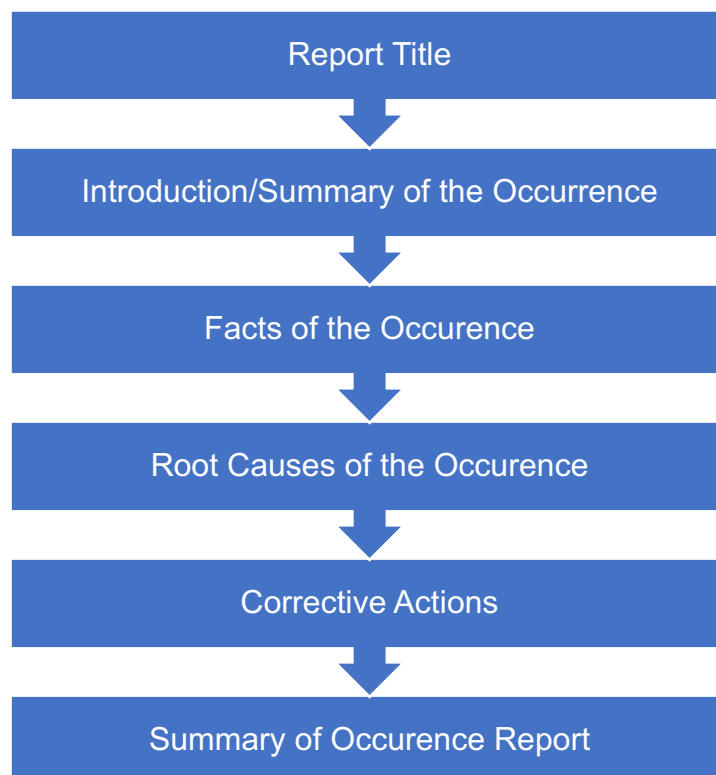 Report Title
Introduction/Summary of the Occurrence
Facts of the Occurence
Root Causes of the Occurence
Corrective Actions
Summary of Occurence Report